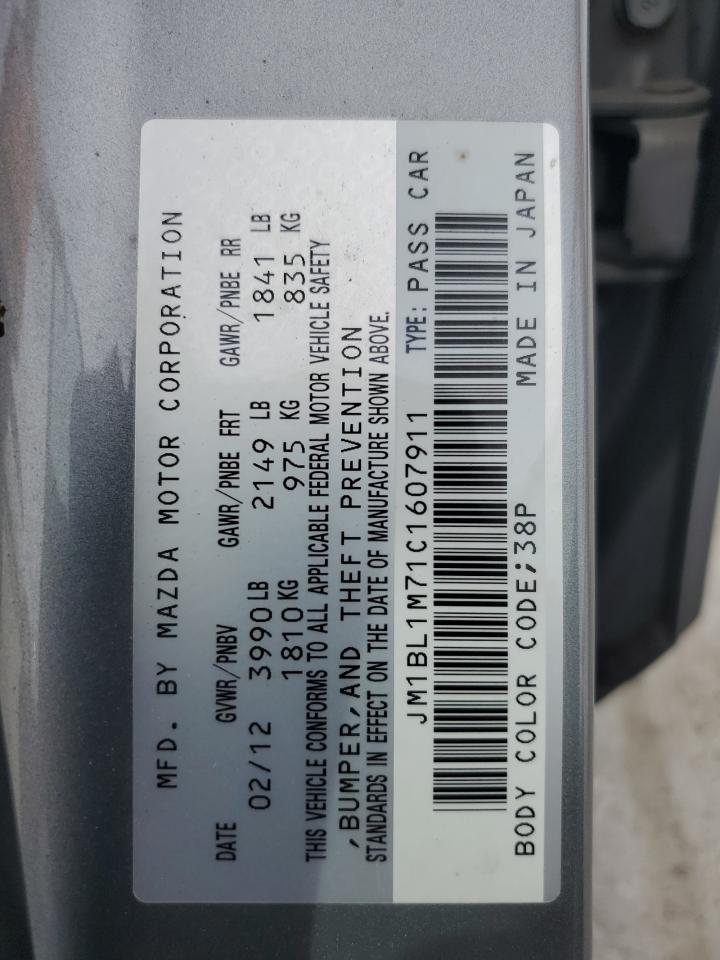 MFD. BY MAZDA MOTOR CORPORATION
DATE GVWR/PNBV GAWR/PNBE FRT GAWR/PNBE RR
02/12 3990 LB 2149 LB 1841 LB
1810 KG 975 KG 835 KG
THIS VEHICLE CONFORMS TO ALL APPLICABLE FEDERAL MOTOR VEHICLE SAFETY
,BUMPER,AND THEFT PREVENTION
STANDARDS IN EFFECT ON THE DATE OF MANUFACTURE SHOWN ABOVE.
JM1BL1M71C1607911 TYPE: PASS CAR
BODY COLOR CODE;38P MADE IN JAPAN